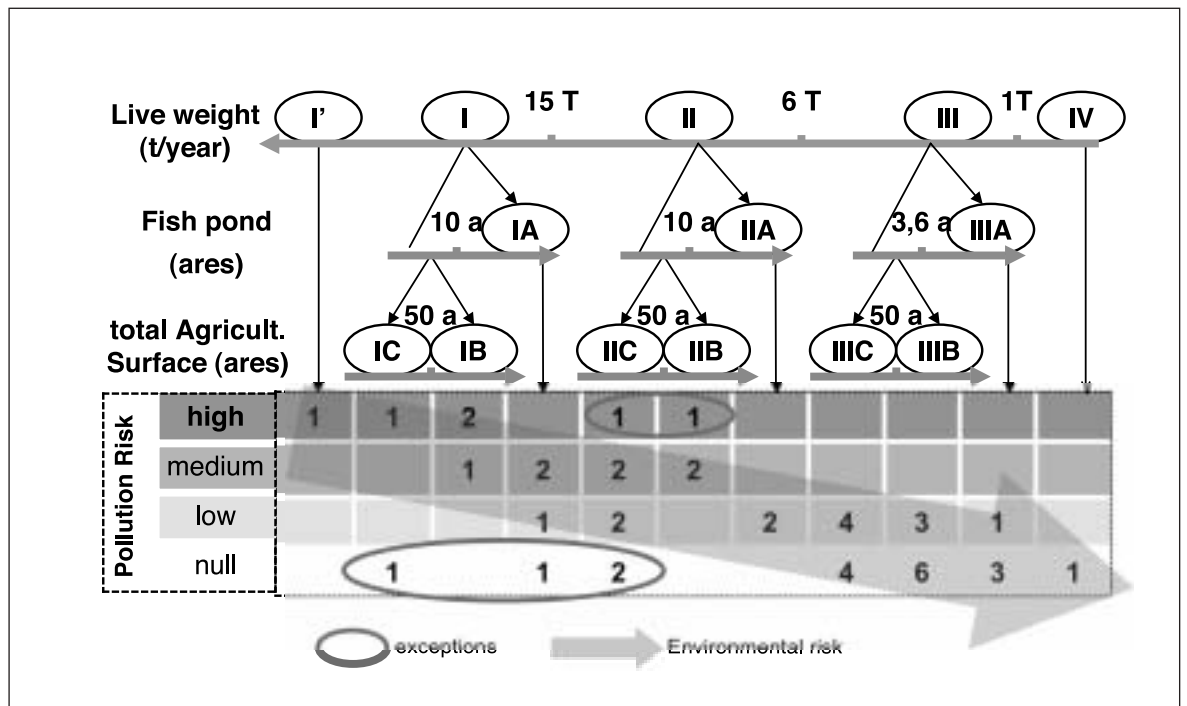 I’ I 15 T II 6 T III 1T IV
Live weight
(t/year)
Fish pond
(ares)
10 a IA 10 a IIA 3,6 a IIIA
total Agricult.
Surface (ares)
50 a 50 a 50 a
IC IB IIC IIB IIIC IIIB
Pollution Risk
high 1 1 2 1 1
medium 1 2 2 2
low 1 2 2 4 3 1
null 1 1 2 4 6 3 1
exceptions Environmental risk